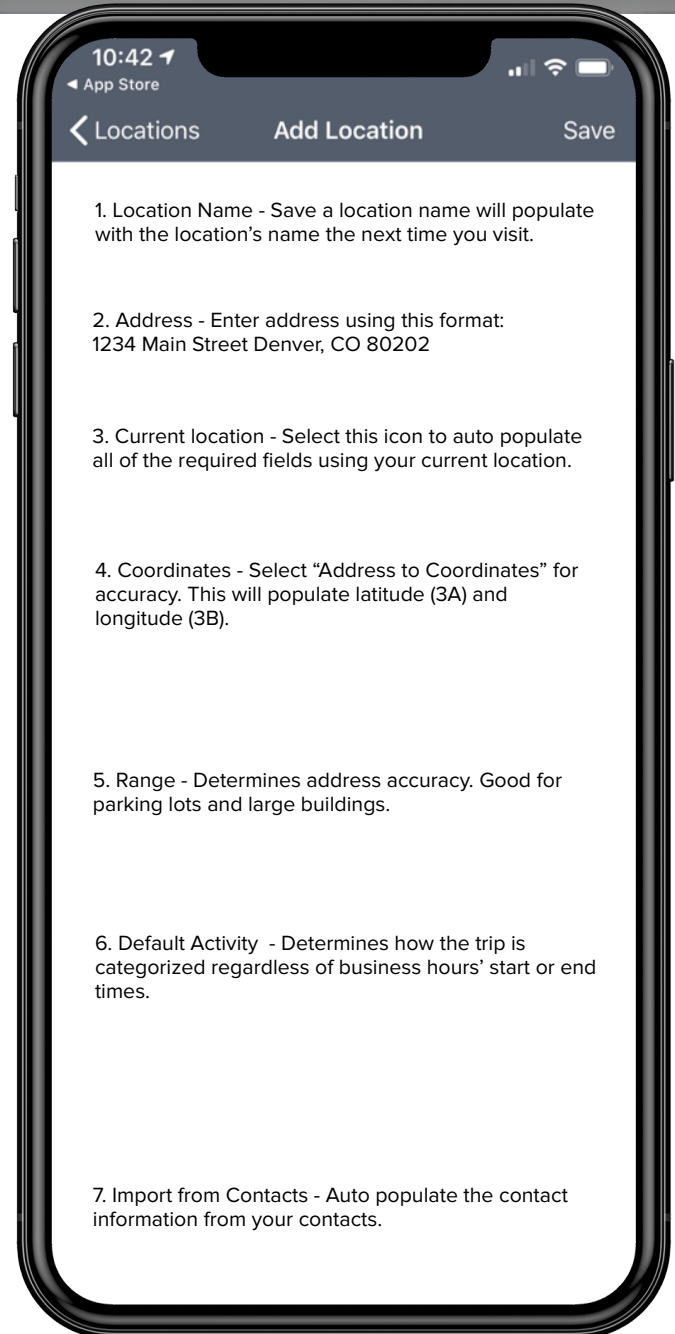 10:42
App Store
Locations Add Location Save
1. Location Name - Save a location name will populate
with the location’s name the next time you visit.
2. Address - Enter address using this format:
1234 Main Street Denver, CO 80202
3. Current location - Select this icon to auto populate
all of the required fields using your current location.
4. Coordinates - Select “Address to Coordinates” for
accuracy. This will populate latitude (3A) and
longitude (3B).
5. Range - Determines address accuracy. Good for
parking lots and large buildings.
6. Default Activity  - Determines how the trip is
categorized regardless of business hours’ start or end
times.
7. Import from Contacts - Auto populate the contact
information from your contacts.